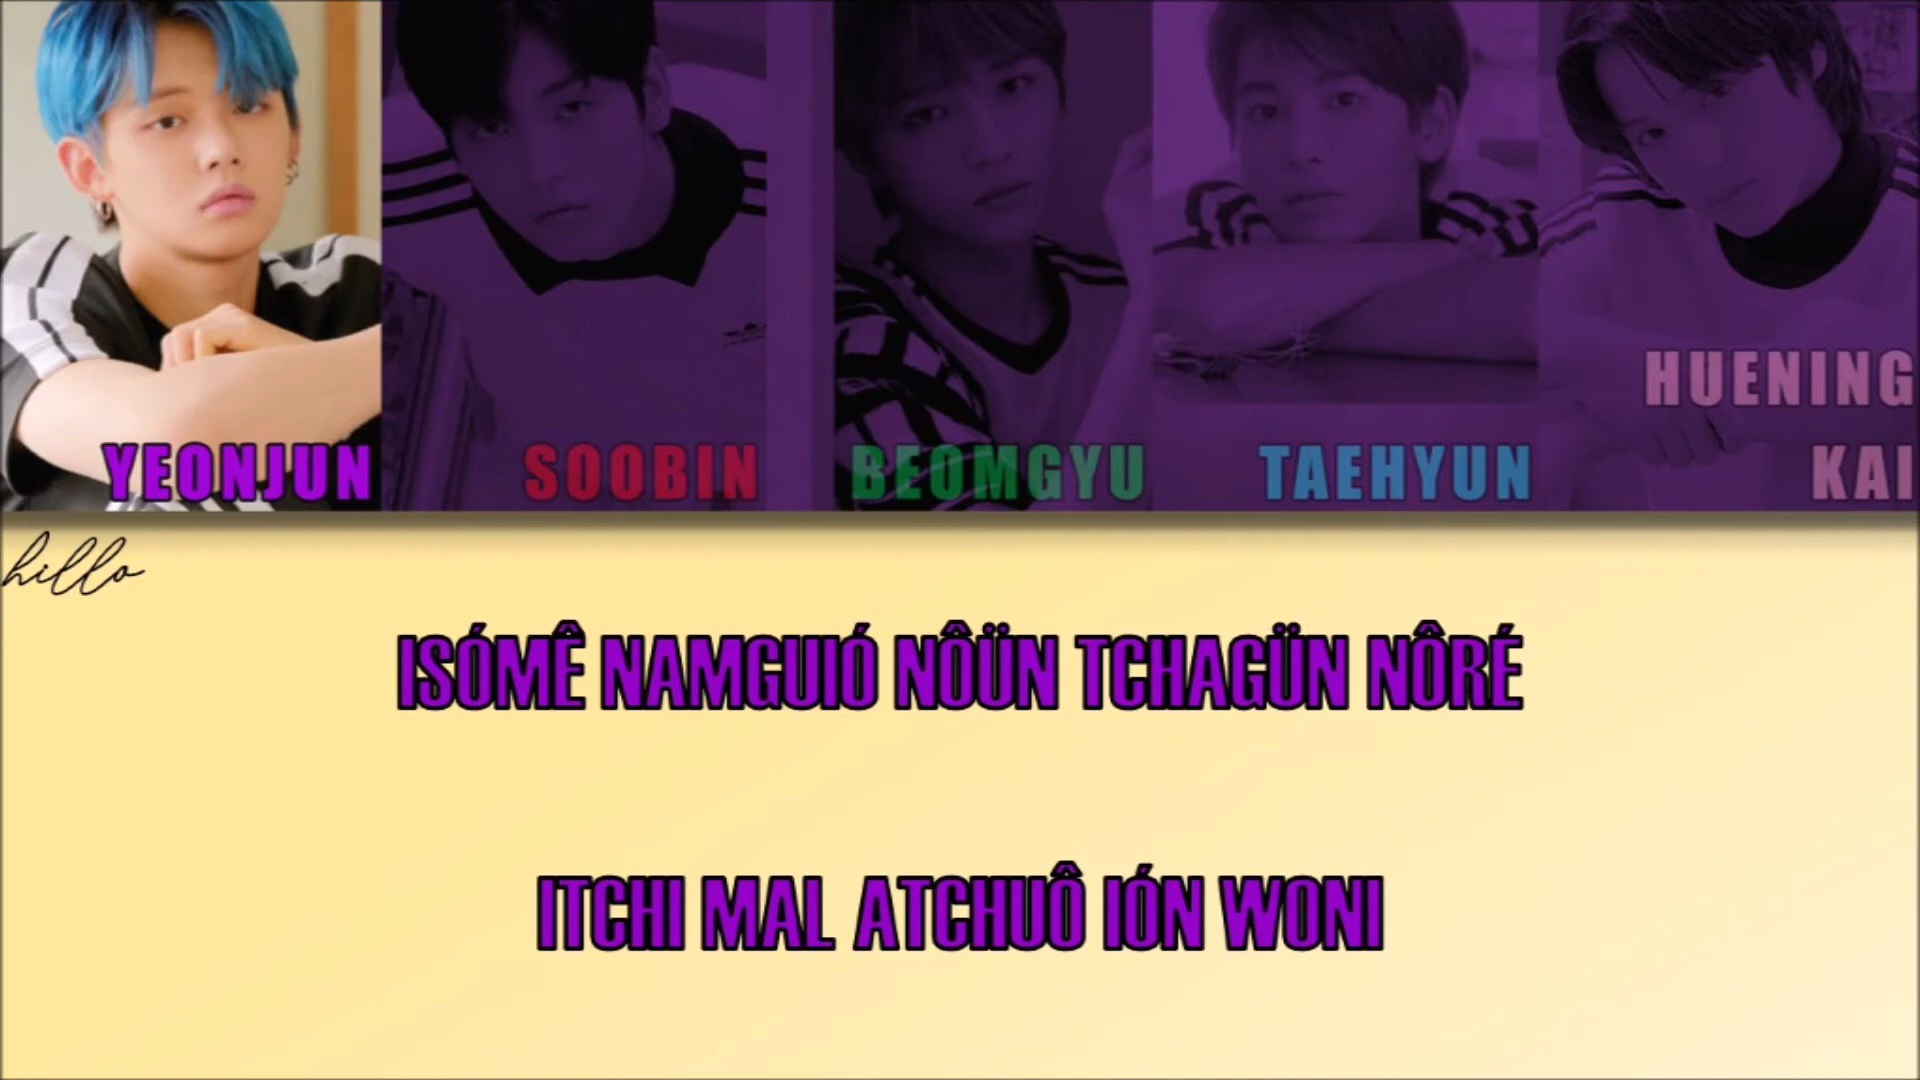 YEONJUN
SOOBIN
BEOMGYU
TAEHYUN
HUENING
KAI
hillo
ISÓMÊ NAMGUIÓ NÔÜN TCHAGÜN NÔRÉ
ITCHI MAL ATCHUÔ IÓN WONI